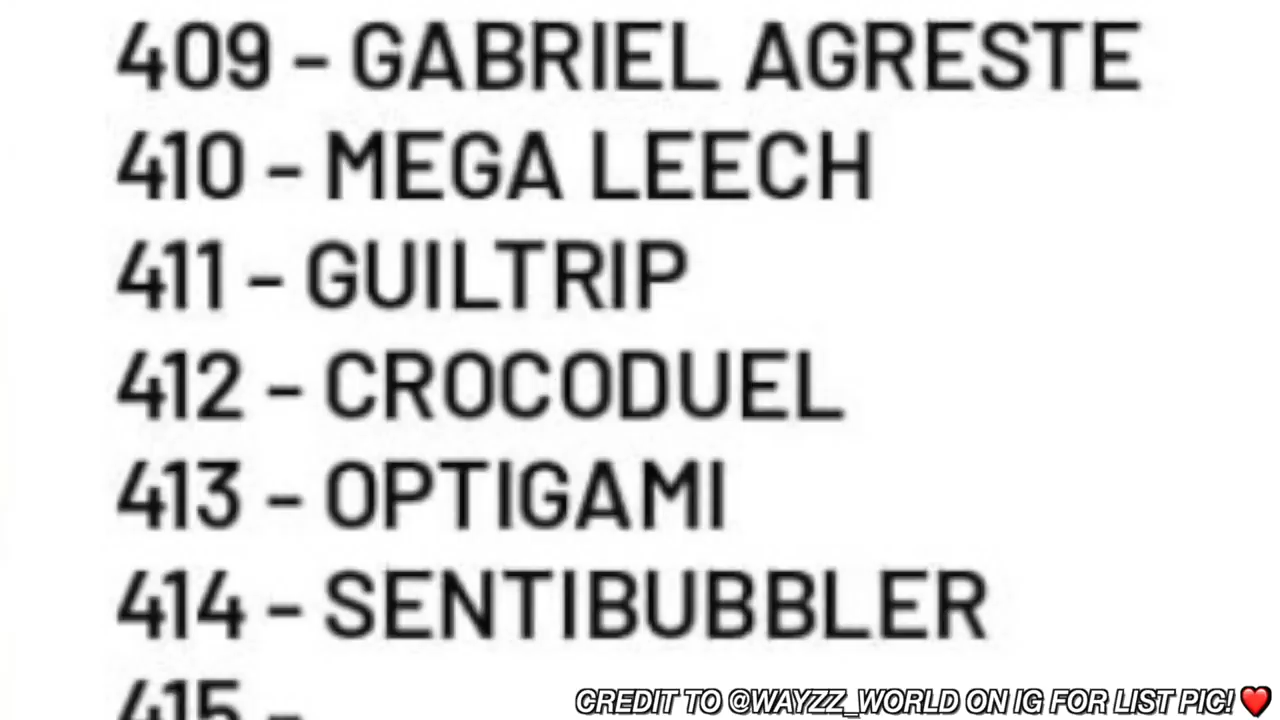 409 – GABRIEL AGRESTE
410 – MEGA LEECH
411 – GUILTRIP
412 – CROCODUEL
413 – OPTIGAMI
414 – SENTIBUBBLER
415 –
CREDIT TO @WAYZZ_WORLD ON IG FOR LIST PIC! ❤️